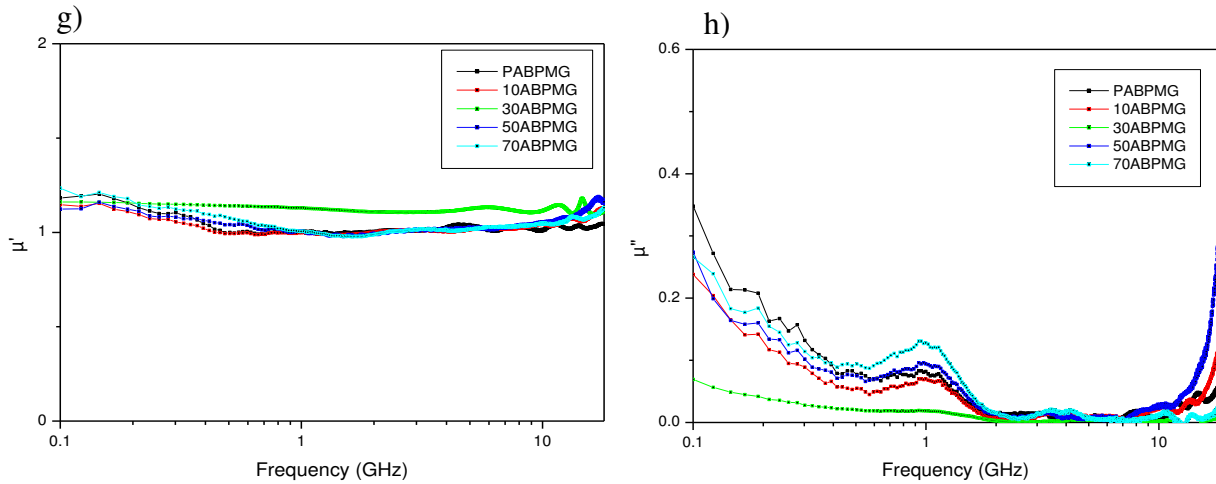 g)
2
1
0
μ'
0.1
1
10
Frequency (GHz)
PABPMG
10ABPMG
30ABPMG
50ABPMG
70ABPMG
h)
0.6
0.4
0.2
0.0
μ"
0.1
1
10
Frequency (GHz)
PABPMG
10ABPMG
30ABPMG
50ABPMG
70ABPMG